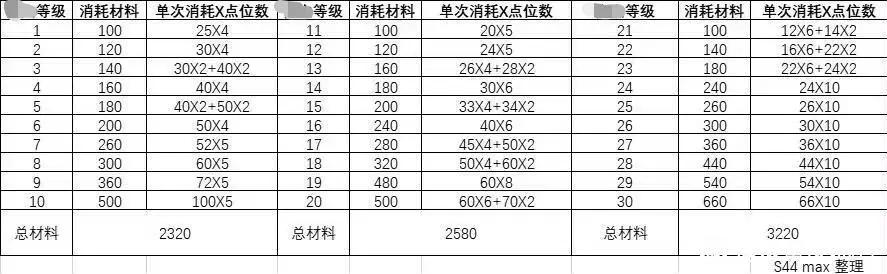 等级 消耗材料 单次消耗X点位数 等级 消耗材料 单次消耗X点位数 等级 消耗材料 单次消耗X点位数
1 100 25X4 11 100 20X5 21 100 12X6+14X2
2 120 30X4 12 120 24X5 22 140 16X6+22X2
3 140 30X2+40X2 13 160 26X4+28X2 23 180 22X6+24X2
4 160 40X4 14 180 30X6 24 240 24X10
5 180 40X2+50X2 15 200 33X4+34X2 25 260 26X10
6 200 50X4 16 240 40X6 26 300 30X10
7 260 52X5 17 280 45X4+50X2 27 360 36X10
8 300 60X5 18 320 50X4+60X2 28 440 44X10
9 360 72X5 19 480 60X8 29 540 54X10
10 500 100X5 20 500 60X6+70X2 30 660 66X10
总材料 2320 总材料 2580 总材料 3220
S44 max 整理